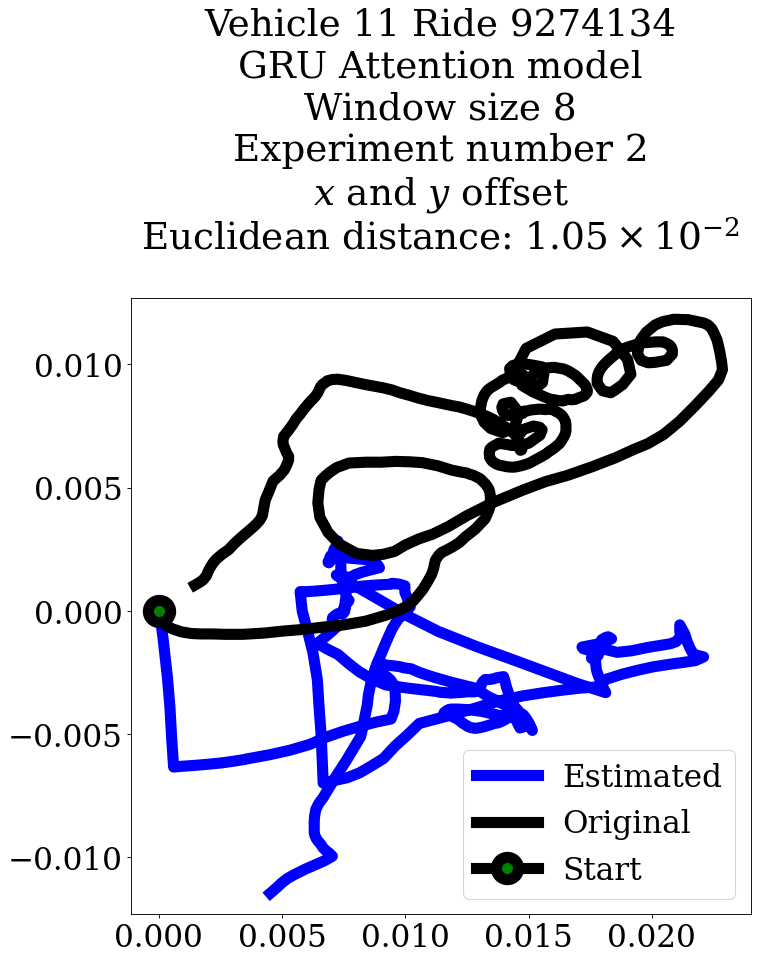 Vehicle 11 Ride 9274134
GRU Attention model
Window size 8
Experiment number 2
x and y offset
Euclidean distance: 1.05 × 10⁻²
0.010
0.005
0.000
−0.005
−0.010
Estimated
Original
Start
0.000 0.005 0.010 0.015 0.020